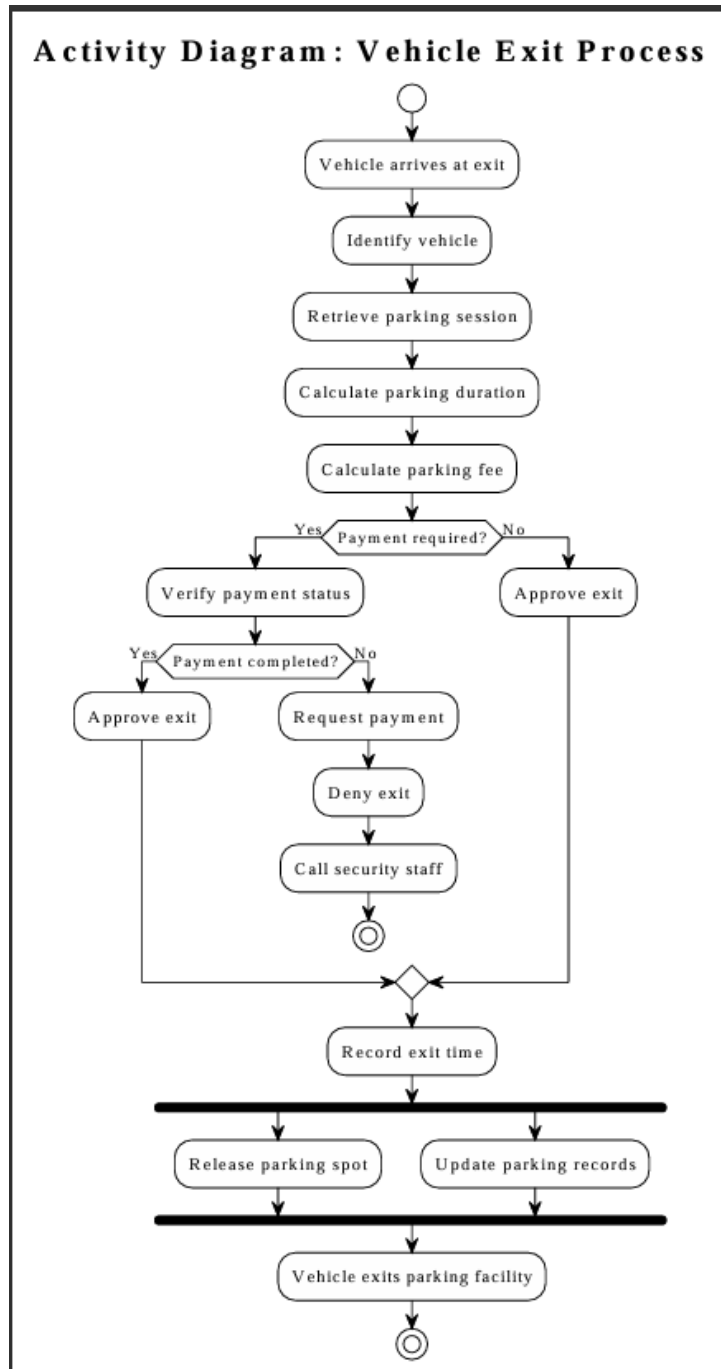 Activity Diagram: Vehicle Exit Process
Vehicle arrives at exit
Identify vehicle
Retrieve parking session
Calculate parking duration
Calculate parking fee
Yes
Payment required?
No
Verify payment status
Approve exit
Yes
Payment completed?
No
Approve exit
Request payment
Deny exit
Call security staff
Record exit time
Release parking spot
Update parking records
Vehicle exits parking facility